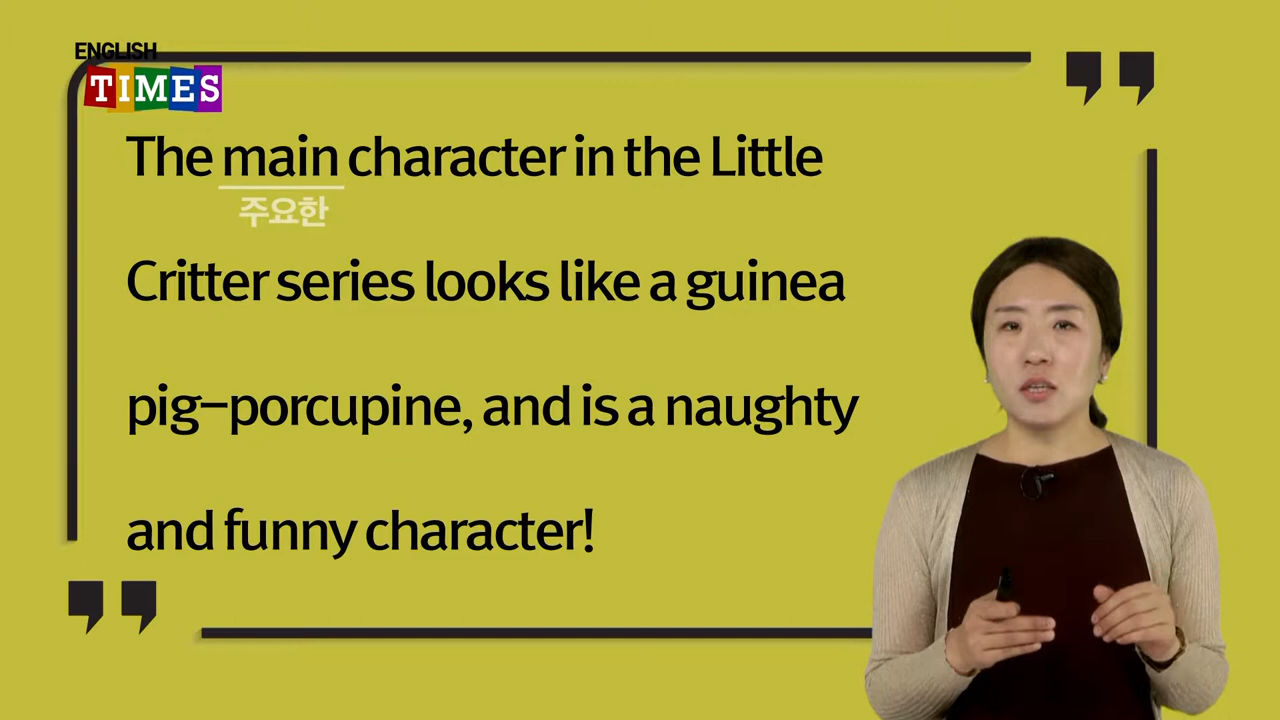 ENGLISH
TIMES
The main character in the Little
주요한
Critter series looks like a guinea
pig–porcupine, and is a naughty
and funny character!